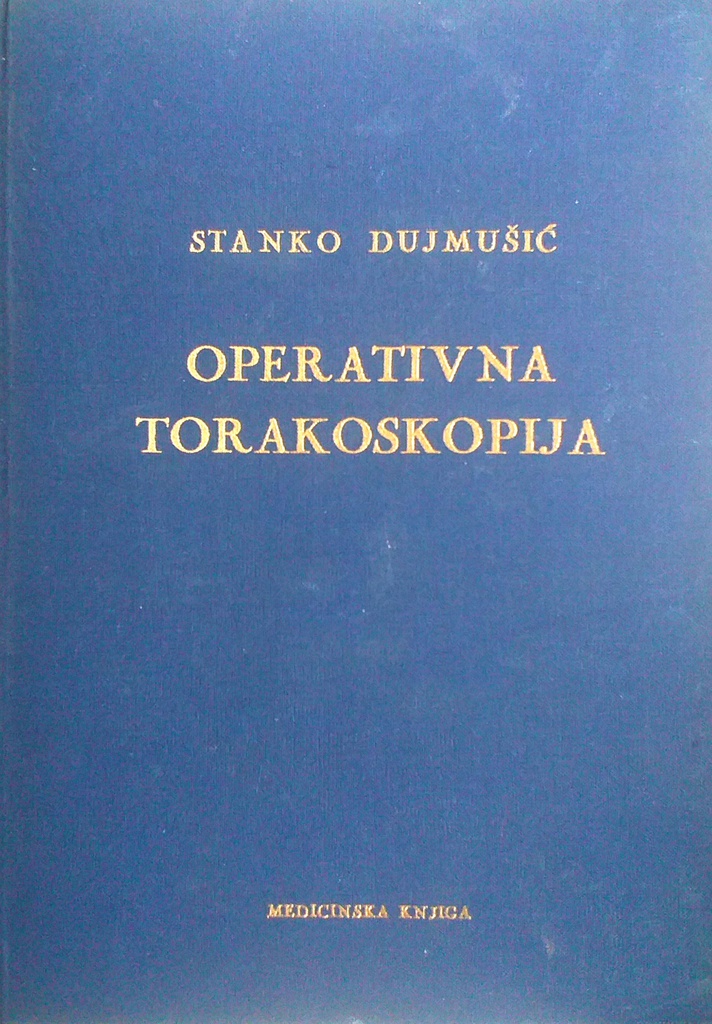 STANKO DUJMUŠIĆ
OPERATIVNA
TORAKOSKOPIJA
MEDICINSKA KNJIGA